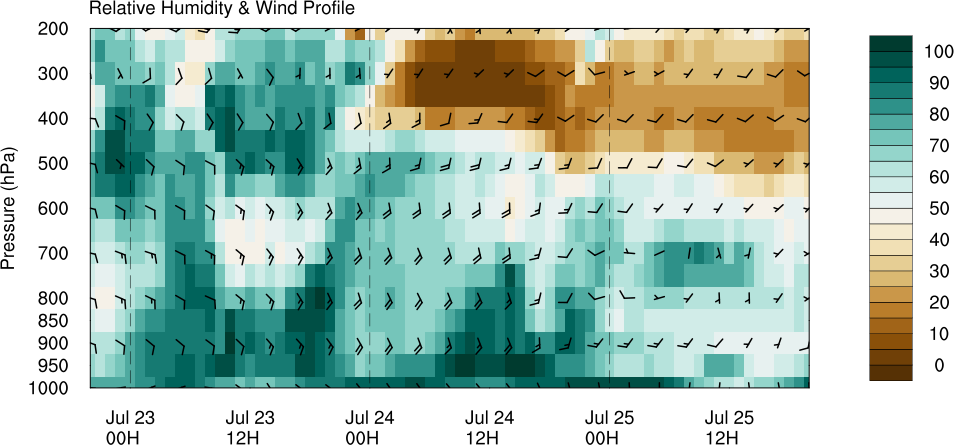 Relative Humidity & Wind Profile
Pressure (hPa)
200
300
400
500
600
700
800
850
900
950
1000
Jul 23
00H
Jul 23
12H
Jul 24
00H
Jul 24
12H
Jul 25
00H
Jul 25
12H
100
90
80
70
60
50
40
30
20
10
0